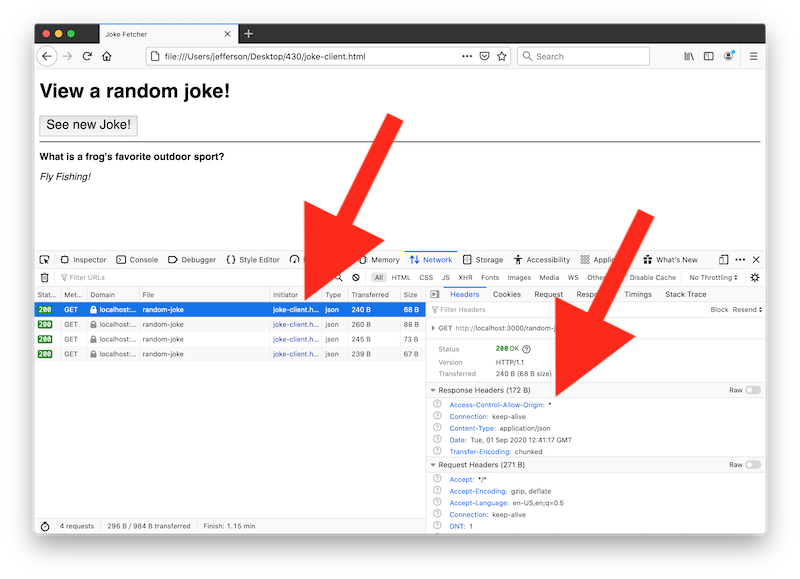 Joke Fetcher
file:///Users/jefferson/Desktop/430/joke-client.html
Search
View a random joke!
See new Joke!
What is a frog's favorite outdoor sport?
Fly Fishing!
Inspector Console Debugger Style Editor Memory Network Storage Accessibility What's New
Filter URLs All HTML CSS JS XHR Fonts Images Media WS Other Disable Cache No Throttling
Stat... Met... Domain File Initiator Type Transferred Size
200 GET localhost:... random-joke joke-client.h... json 240 B 68 B
200 GET localhost:... random-joke joke-client.h... json 260 B 88 B
200 GET localhost:... random-joke joke-client.h... json 245 B 73 B
200 GET localhost:... random-joke joke-client.h... json 239 B 67 B
4 requests 296 B / 984 B transferred Finish: 1.15 min
Headers Cookies Request Timings Stack Trace
Filter Headers Block Resend
GET http://localhost:3000/random-j
Status 200 OK
Version HTTP/1.1
Transferred 240 B (68 B size)
Response Headers (172 B) Raw
Access-Control-Allow-Origin: *
Connection: keep-alive
Content-Type: application/json
Date: Tue, 01 Sep 2020 12:41:17 GMT
Transfer-Encoding: chunked
Request Headers (271 B) Raw
Accept: */*
Accept-Encoding: gzip, deflate
Accept-Language: en-US,en;q=0.5
Connection: keep-alive
DNT: 1